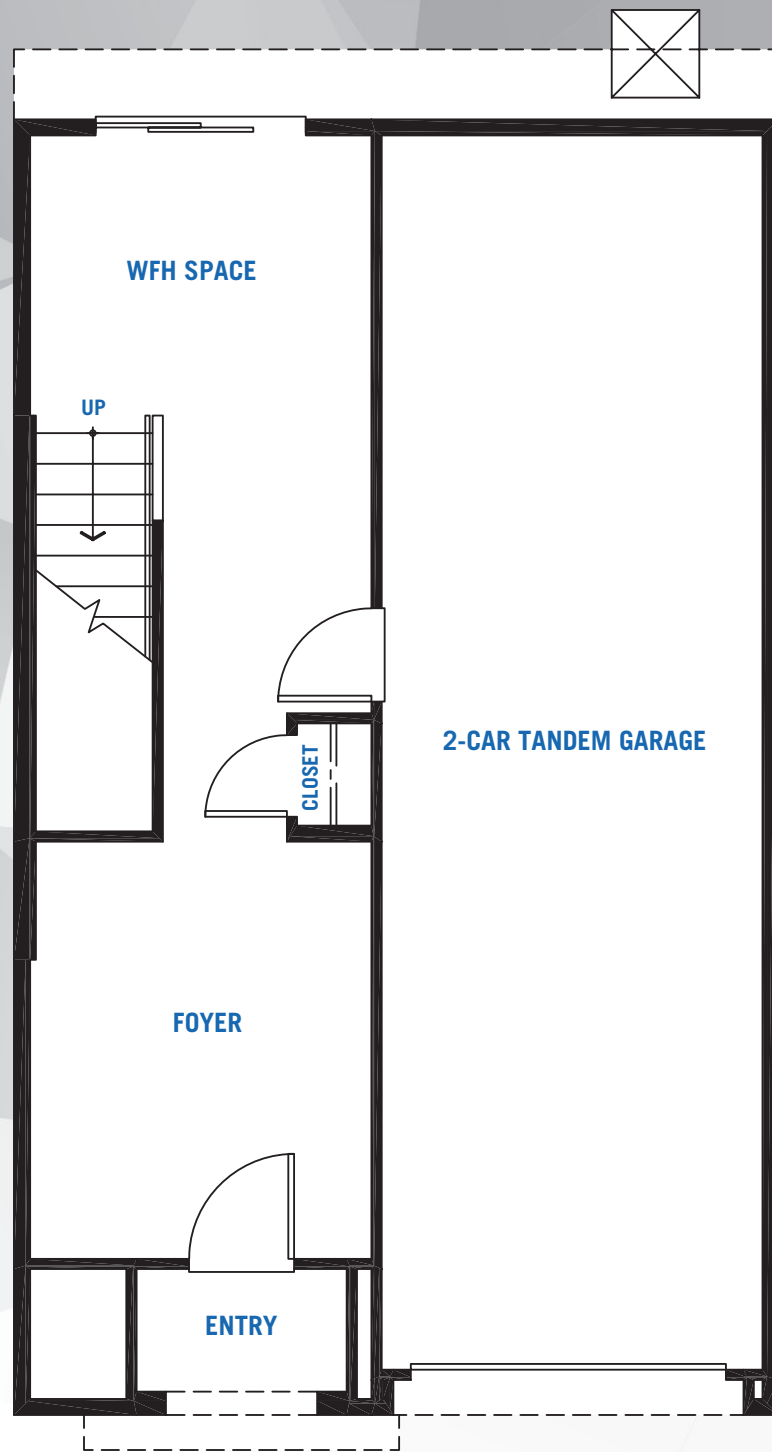 WFH SPACE
UP
2-CAR TANDEM GARAGE
CLOSET
FOYER
ENTRY